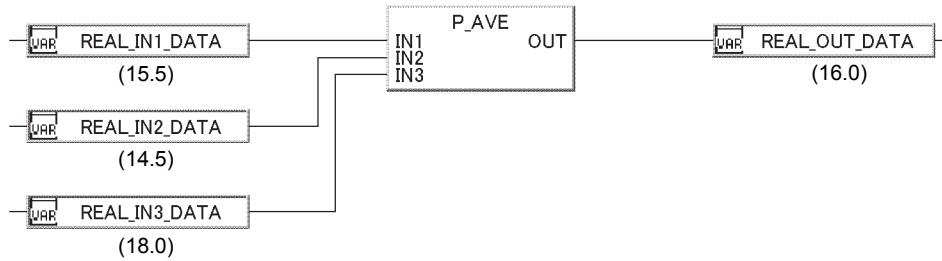 P_AVE
VAR REAL_IN1_DATA IN1 OUT VAR REAL_OUT_DATA
IN2
IN3
(15.5) (16.0)
VAR REAL_IN2_DATA
(14.5)
VAR REAL_IN3_DATA
(18.0)